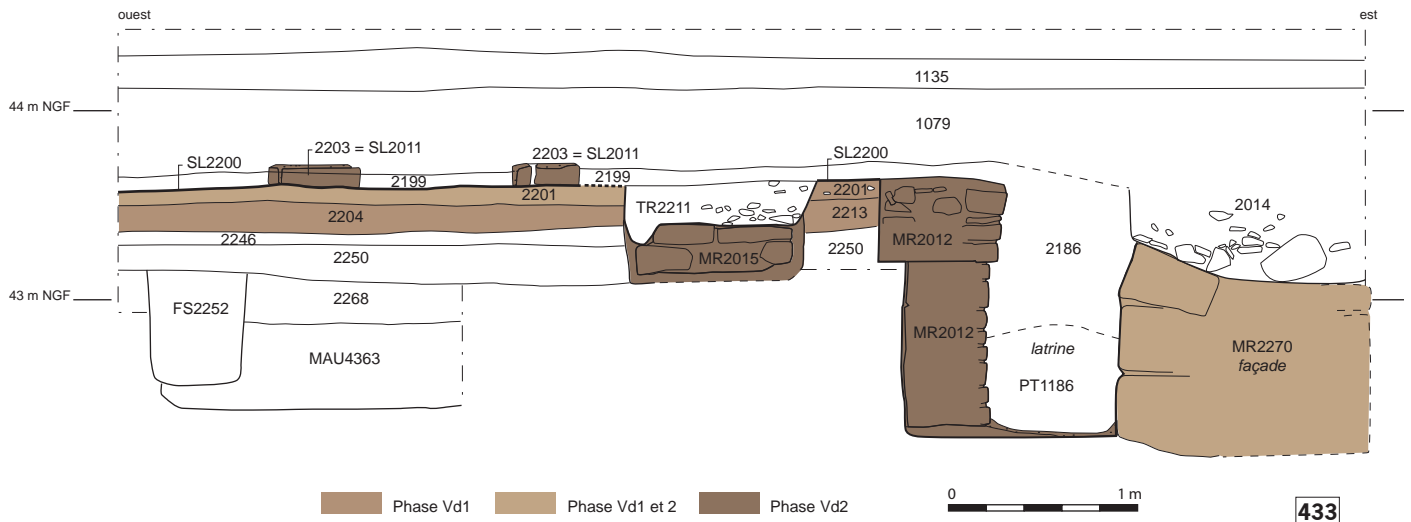 ouest
est
1135
44 m NGF
1079
2203 = SL2011
2203 = SL2011
SL2200
SL2200
2199
2199
2201
2201
2204
TR2211
2213
2014
2246
2250
MR2015
2250
MR2012
2186
43 m NGF
FS2252
2268
MR2012
MAU4363
latrine
PT1186
MR2270
façade
Phase Vd1
Phase Vd1 et 2
Phase Vd2
0
1 m
433